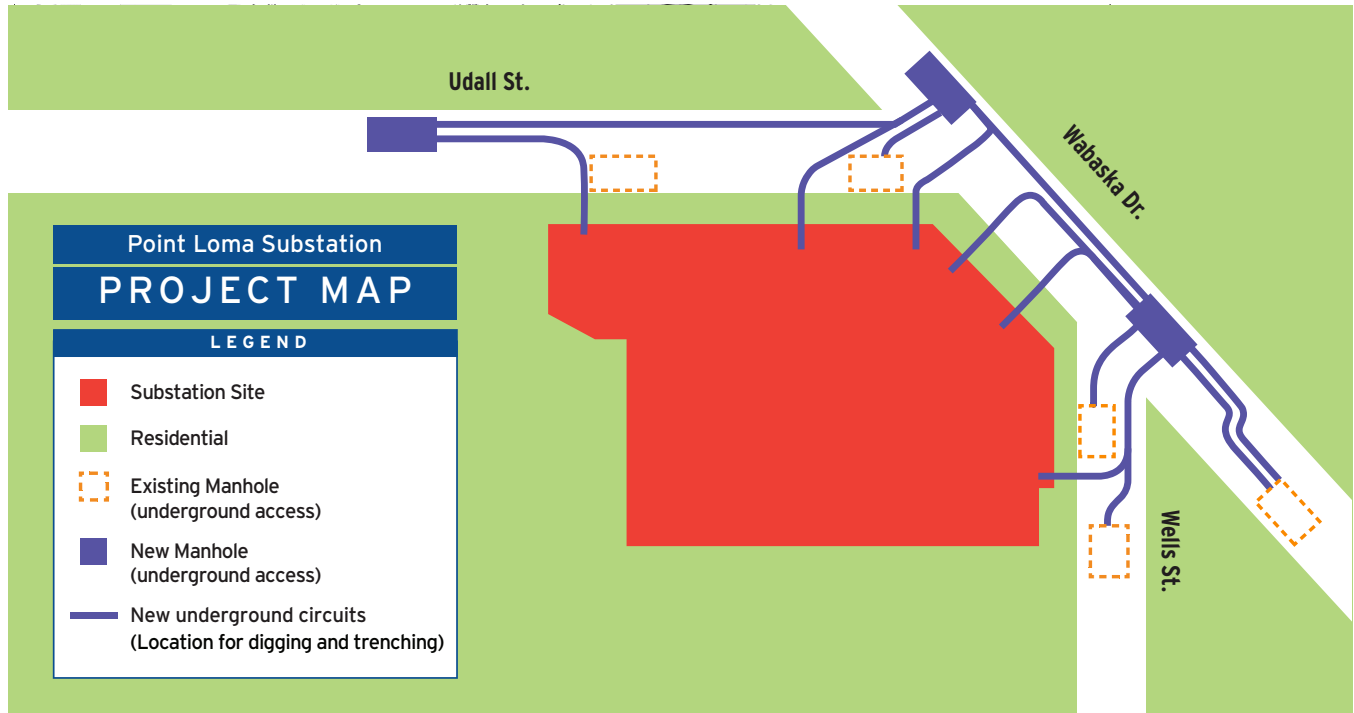 Udall St.
Wabaska Dr.
Point Loma Substation
PROJECT MAP
LEGEND
Substation Site
Residential
Existing Manhole
(underground access)
New Manhole
(underground access)
New underground circuits
(Location for digging and trenching)
Wells St.